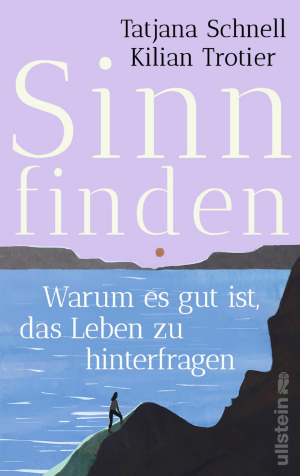 Tatjana Schnell
Kilian Trotier
Sinn
finden
Warum es gut ist,
das Leben zu
hinterfragen
ullstein